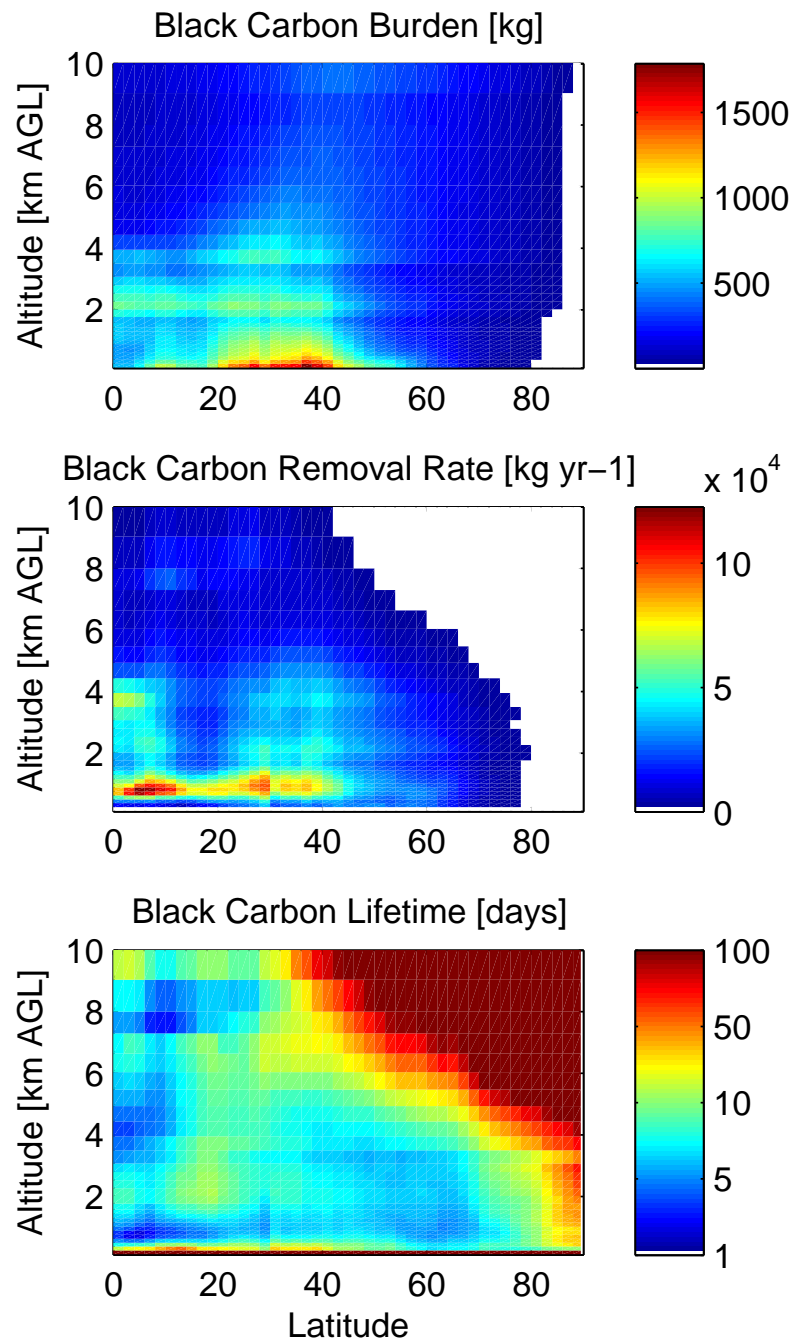 Black Carbon Burden [kg]
Altitude [km AGL]
10
8
6
4
2
0 20 40 60 80
1500
1000
500
Black Carbon Removal Rate [kg yr−1]
x 10^4
Altitude [km AGL]
10
8
6
4
2
0 20 40 60 80
10
5
0
Black Carbon Lifetime [days]
Altitude [km AGL]
10
8
6
4
2
0 20 40 60 80
Latitude
100
50
10
5
1